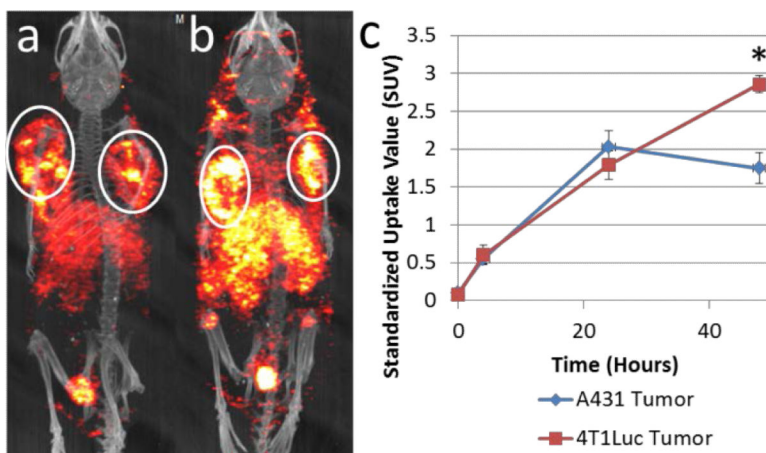 a
M
b
c
3.5
*
3
2.5
2
1.5
1
0.5
0
0 20 40
Standardized Uptake Value (SUV)
Time (Hours)
A431 Tumor
4T1Luc Tumor